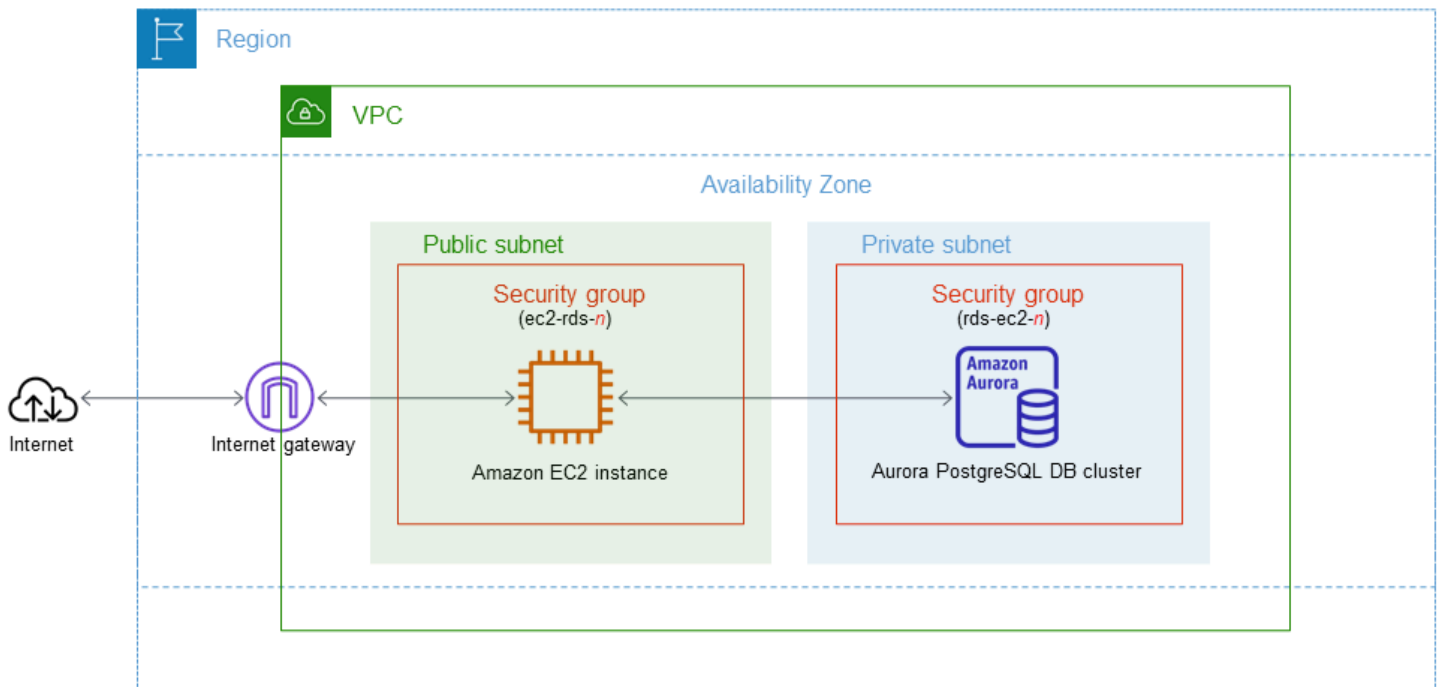 Region
VPC
Availability Zone
Public subnet
Private subnet
Security group
(ec2-rds-n)
Security group
(rds-ec2-n)
Amazon
Aurora
Internet
Internet gateway
Amazon EC2 instance
Aurora PostgreSQL DB cluster